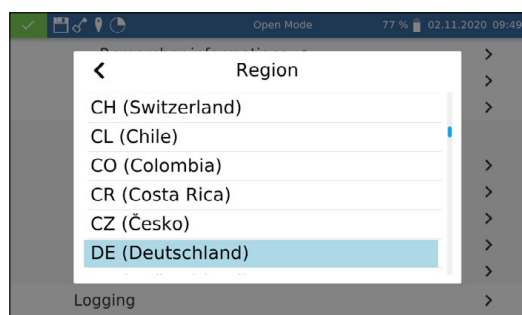 Open Mode 77 % 02.11.2020 09:49
Region
CH (Switzerland)
CL (Chile)
CO (Colombia)
CR (Costa Rica)
CZ (Česko)
DE (Deutschland)
Logging